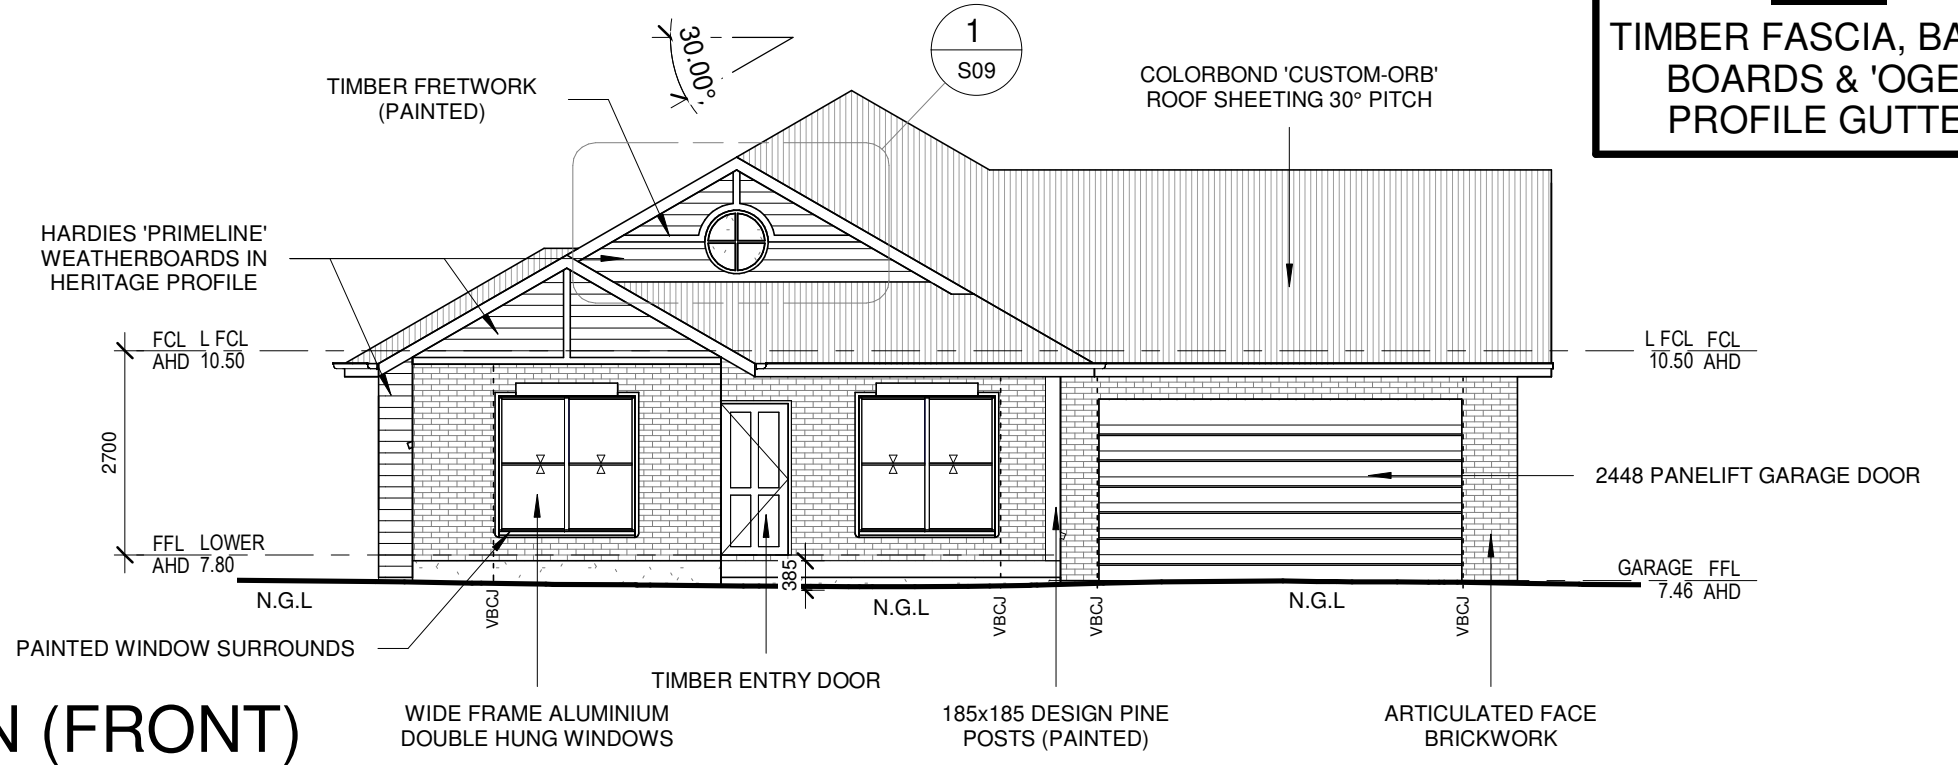 30.00°
1
S09
TIMBER FRETWORK
(PAINTED)
COLORBOND 'CUSTOM-ORB'
ROOF SHEETING 30° PITCH
TIMBER FASCIA,
BOARDS &
PROFILE
HARDIES 'PRIMELINE'
WEATHERBOARDS IN
HERITAGE PROFILE
FCL L FCL
AHD 10.50
L FCL FCL
10.50 AHD
2700
2448 PANELIFT GARAGE DOOR
FFL LOWER
AHD 7.80
385
GARAGE FFL
7.46 AHD
N.G.L
N.G.L
N.G.L
VBCJ
VBCJ
VBCJ
VBCJ
PAINTED WINDOW SURROUNDS
TIMBER ENTRY DOOR
WIDE FRAME ALUMINIUM
DOUBLE HUNG WINDOWS
185x185 DESIGN PINE
POSTS (PAINTED)
ARTICULATED FACE
BRICKWORK
(FRONT)